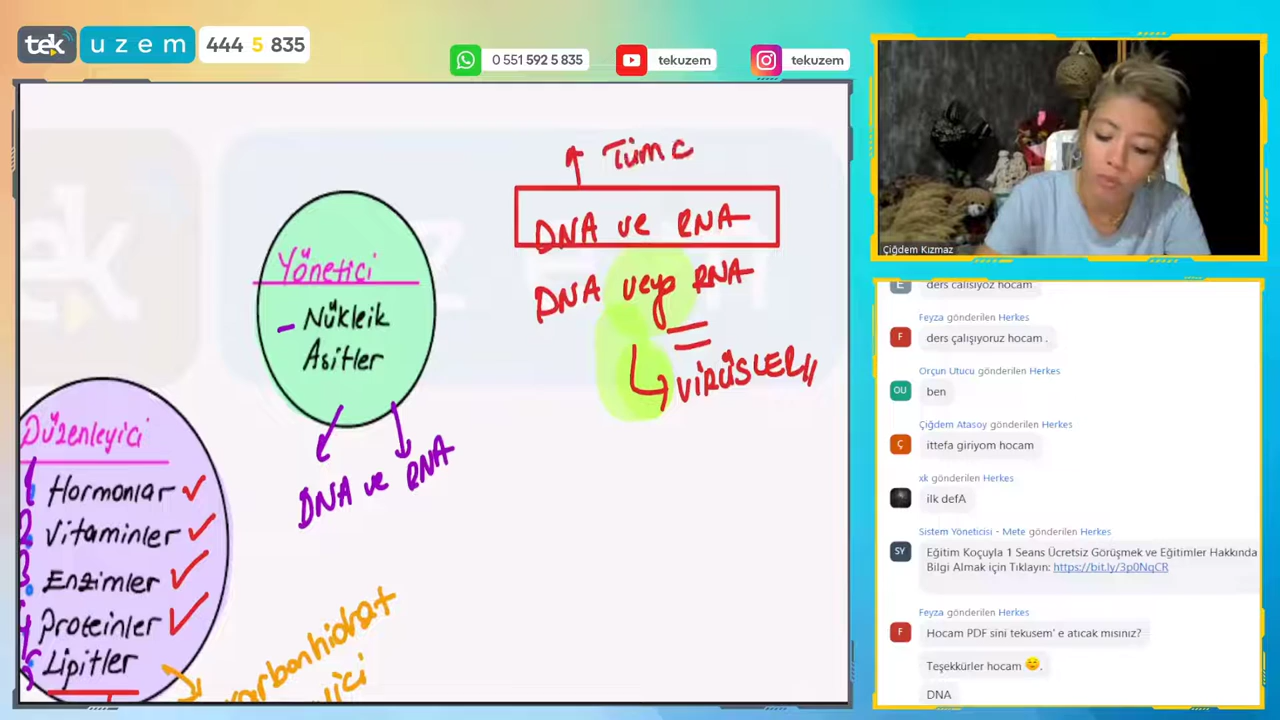 tek
uzem
444 5 835
0 551 592 5 835
tekuzem
tekuzem
Tüm c
DNA ve RNA
DNA veya RNA
VİRÜSLER
Yönetici
- Nükleik
Asitler
DNA ve RNA
Düzenleyici
1 Hormonlar ✓
2 Vitaminler ✓
3 Enzimler ✓
4 Proteinler ✓
5 Lipitler
karbonhidrat
Çiğdem Kızmaz
E
ders calisiyoz hocam
Feyza gönderilen Herkes
F
ders çalışıyoruz hocam .
Orçun Utucu gönderilen Herkes
OU
ben
Çiğdem Atasoy gönderilen Herkes
Ç
ittefa giriyom hocam
xk gönderilen Herkes
ilk defA
Sistem Yöneticisi - Mete gönderilen Herkes
SY
Eğitim Koçuyla 1 Seans Ücretsiz Görüşmek ve Eğitimler Hakkında
Bilgi Almak için Tıklayın: https://bit.ly/3p0NqCR
Feyza gönderilen Herkes
F
Hocam PDF sini tekusem' e atıcak mısınız?
Teşekkürler hocam 😊.
DNA